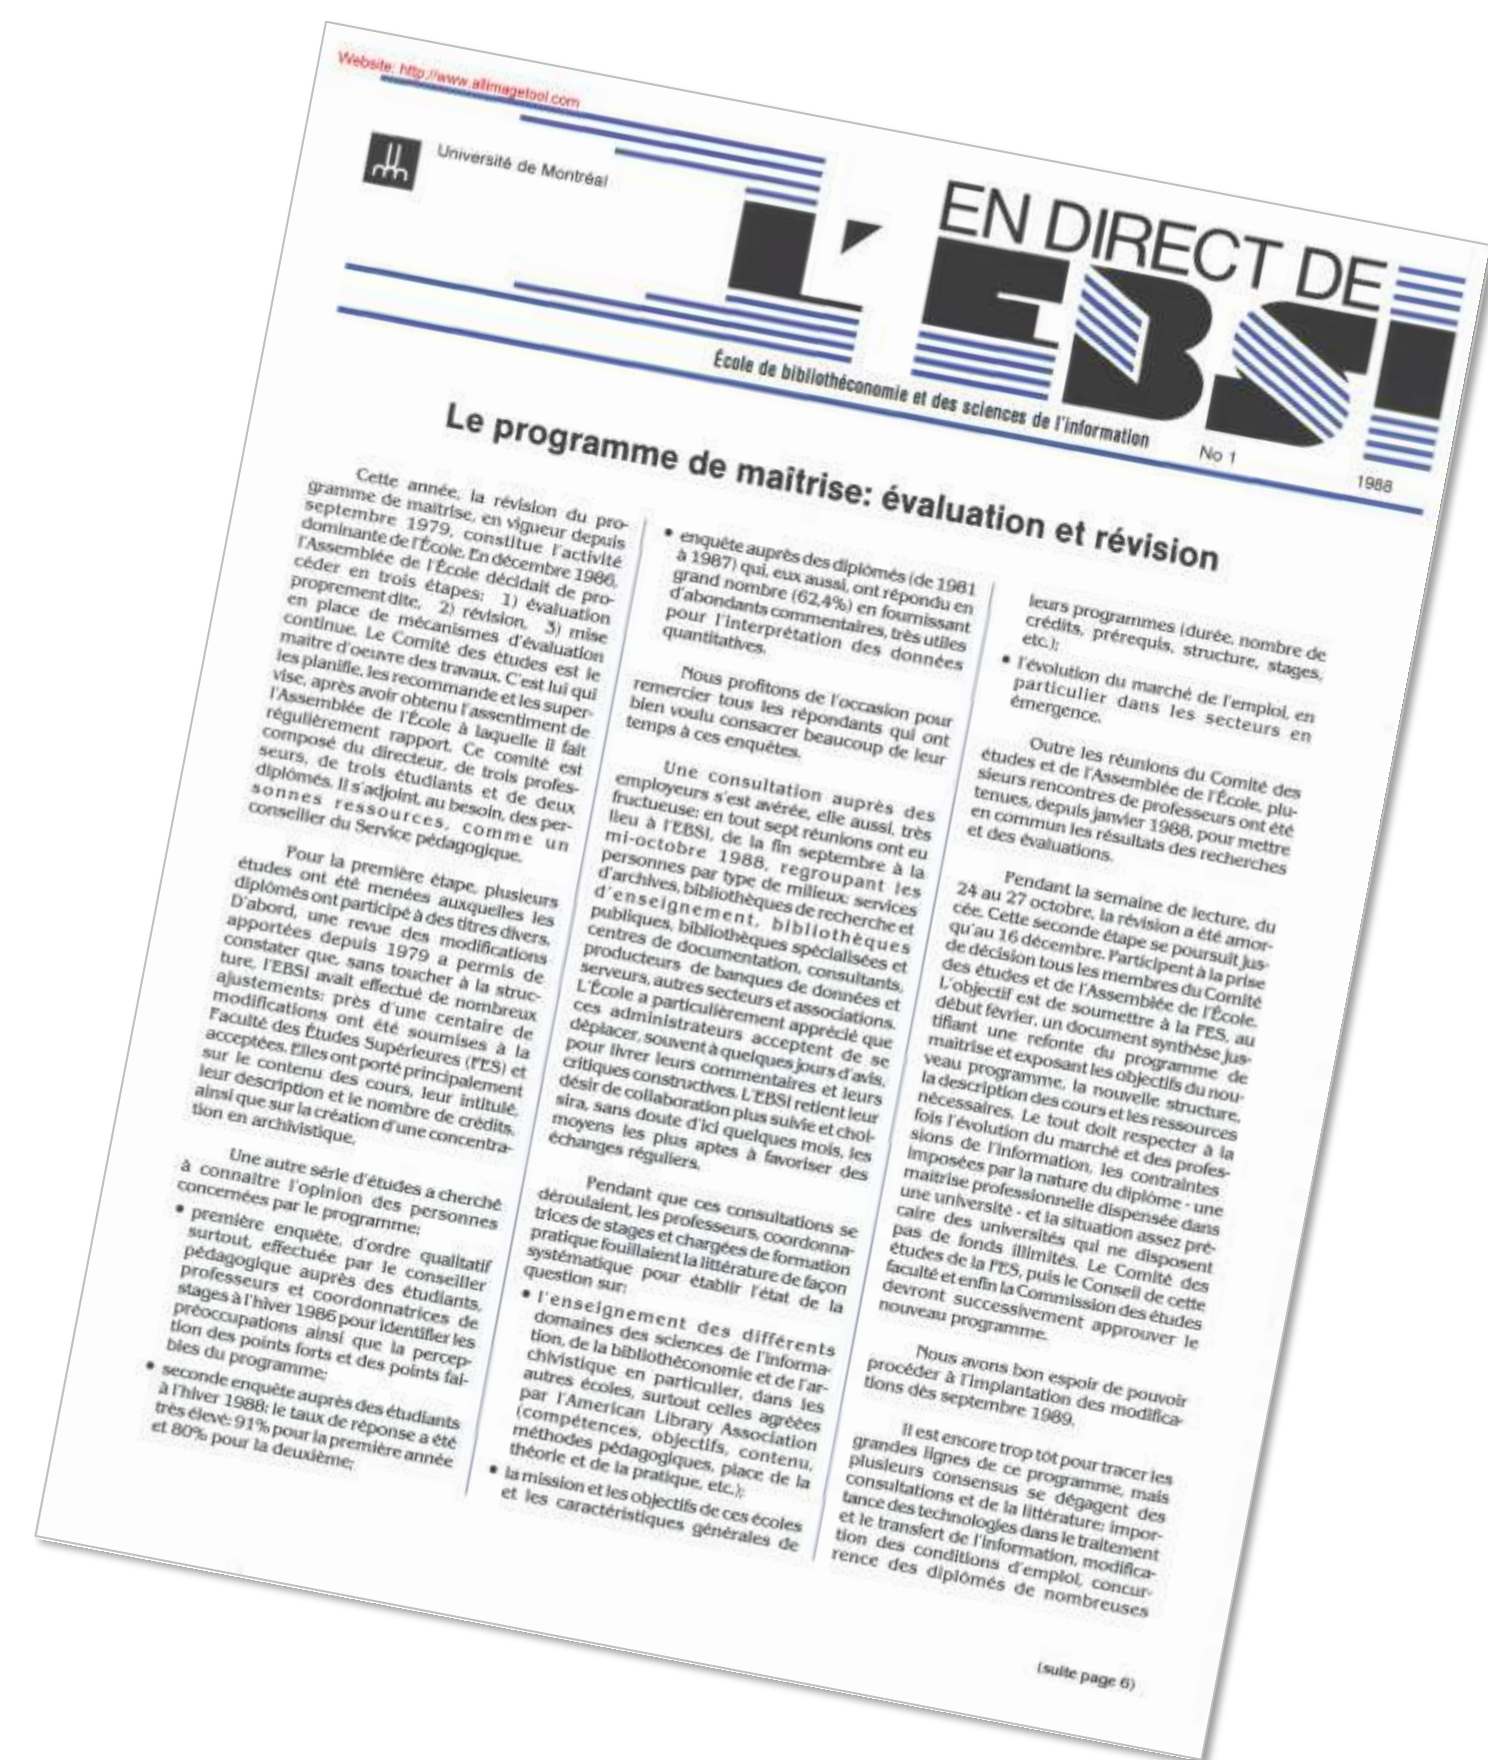 Website: http://www.allimagetool.com
Université de Montréal
EN DIRECT DE
L'EBSI
École de bibliothéconomie et des sciences de l'information
No 1
1988
Le programme de maîtrise: évaluation et révision
Cette année, la révision du pro-
gramme de maîtrise, en vigueur depuis
septembre 1979, constitue l'activité
dominante de l'École. En décembre 1986,
l'Assemblée de l'École décidait de pro-
céder en trois étapes: 1) évaluation
proprement dite, 2) révision, 3) mise
en place de mécanismes d'évaluation
continue. Le Comité des études est le
maître d'oeuvre des travaux. C'est lui qui
les planifie, les recommande et les super-
vise, après avoir obtenu l'assentiment de
l'Assemblée de l'École à laquelle il fait
régulièrement rapport. Ce comité est
composé du directeur, de trois profes-
seurs, de trois étudiants et de deux
diplômés. Il s'adjoint, au besoin, des per-
sonnes ressources, comme un
conseiller du Service pédagogique.
Pour la première étape, plusieurs
études ont été menées auxquelles les
diplômés ont participé à des titres divers.
D'abord, une revue des modifications
apportées depuis 1979 a permis de
constater que, sans toucher à la struc-
ture, l'EBSI avait effectué de nombreux
ajustements: près d'une centaine de
modifications ont été soumises à la
Faculté des Études Supérieures (FES) et
acceptées. Elles ont porté principalement
sur le contenu des cours, leur intitulé,
leur description et le nombre de crédits,
ainsi que sur la création d'une concentra-
tion en archivistique.
Une autre série d'études a cherché
à connaître l'opinion des personnes
concernées par le programme:
• première enquête, d'ordre qualitatif
surtout, effectuée par le conseiller
pédagogique auprès des étudiants,
professeurs et coordonnatrices de
stages à l'hiver 1986 pour identifier les
préoccupations ainsi que la percep-
tion des points forts et des points fai-
bles du programme;
• seconde enquête auprès des étudiants
à l'hiver 1988; le taux de réponse a été
très élevé: 91% pour la première année
et 80% pour la deuxième;
• enquête auprès des diplômés (de 1981
à 1987) qui, eux aussi, ont répondu en
grand nombre (62,4%) en fournissant
d'abondants commentaires, très utiles
pour l'interprétation des données
quantitatives.
Nous profitons de l'occasion pour
remercier tous les répondants qui ont
bien voulu consacrer beaucoup de leur
temps à ces enquêtes.
Une consultation auprès des
employeurs s'est avérée, elle aussi, très
fructueuse: en tout sept réunions ont eu
lieu à l'EBSI, de la fin septembre à la
mi-octobre 1988, regroupant les
personnes par type de milieux: services
d'archives, bibliothèques de recherche et
d'enseignement, bibliothèques
publiques, bibliothèques spécialisées et
centres de documentation, consultants,
producteurs de banques de données et
serveurs, autres secteurs et associations.
L'École a particulièrement apprécié que
ces administrateurs acceptent de se
déplacer, souvent à quelques jours d'avis,
pour livrer leurs commentaires et leurs
critiques constructives. L'EBSI retient leur
désir de collaboration plus suivie et choi-
sira, sans doute d'ici quelques mois, les
moyens les plus aptes à favoriser des
échanges réguliers.
Pendant que ces consultations se
déroulaient, les professeurs, coordonna-
trices de stages et chargées de formation
pratique fouillaient la littérature de façon
systématique pour établir l'état de la
question sur:
• l'enseignement des différents
domaines des sciences de l'informa-
tion, de la bibliothéconomie et de l'ar-
chivistique en particulier, dans les
autres écoles, surtout celles agréées
par l'American Library Association
(compétences, objectifs, contenu,
méthodes pédagogiques, place de la
théorie et de la pratique, etc.);
• la mission et les objectifs de ces écoles
et les caractéristiques générales de
leurs programmes (durée, nombre de
crédits, prérequis, structure, stages,
etc.);
• l'évolution du marché de l'emploi, en
particulier dans les secteurs en
émergence.
Outre les réunions du Comité des
études et de l'Assemblée de l'École, plu-
sieurs rencontres de professeurs ont été
tenues, depuis janvier 1988, pour mettre
en commun les résultats des recherches
et des évaluations.
Pendant la semaine de lecture, du
24 au 27 octobre, la révision a été amor-
cée. Cette seconde étape se poursuit jus-
qu'au 16 décembre. Participent à la prise
de décision tous les membres du Comité
des études et de l'Assemblée de l'École.
L'objectif est de soumettre à la FES, au
début février, un document synthèse jus-
tifiant une refonte du programme de
maîtrise et exposant les objectifs du nou-
veau programme, la nouvelle structure,
la description des cours et les ressources
nécessaires. Le tout doit respecter à la
fois l'évolution du marché et des profes-
sions de l'information, les contraintes
imposées par la nature du diplôme - une
maîtrise professionnelle dispensée dans
une université - et la situation assez pré-
caire des universités qui ne disposent
pas de fonds illimités. Le Comité des
études de la FES, puis le Conseil de cette
faculté et enfin la Commission des études
devront successivement approuver le
nouveau programme.
Nous avons bon espoir de pouvoir
procéder à l'implantation des modifica-
tions dès septembre 1989.
Il est encore trop tôt pour tracer les
grandes lignes de ce programme, mais
plusieurs consensus se dégagent des
consultations et de la littérature: impor-
tance des technologies dans le traitement
et le transfert de l'information, modifica-
tion des conditions d'emploi, concur-
rence des diplômés de nombreuses
(suite page 6)